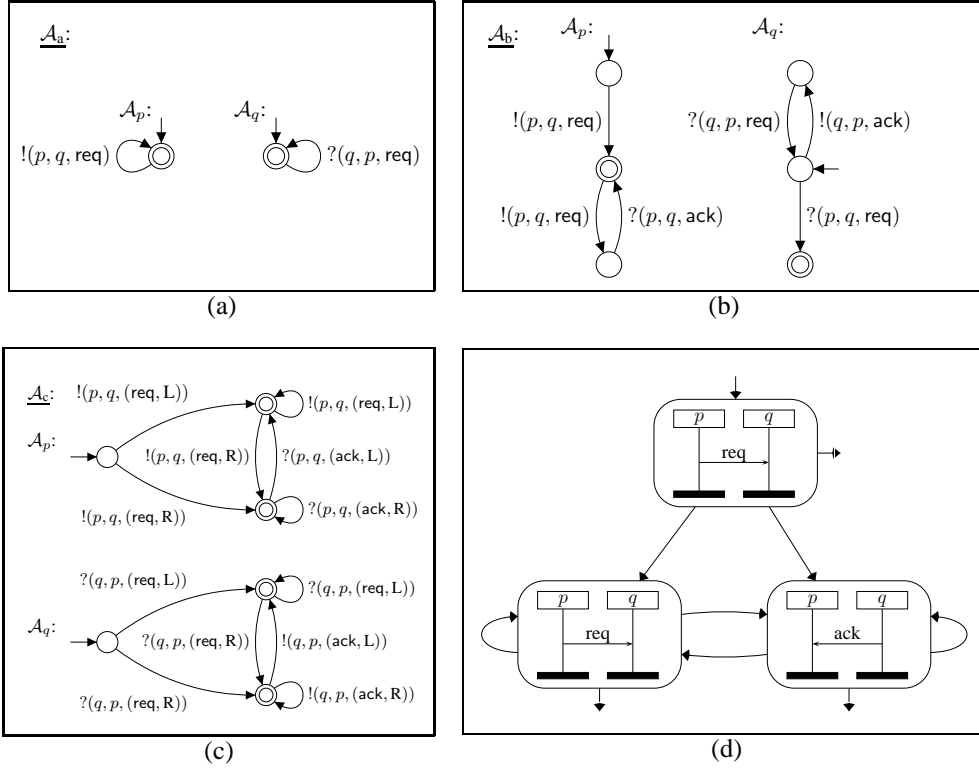 𝒜a:
𝒜p:
𝒜q:
!(p, q, req)
?(q, p, req)
(a)
𝒜b:
𝒜p:
𝒜q:
!(p, q, req)
?(q, p, req)
!(q, p, ack)
!(p, q, req)
?(p, q, ack)
?(p, q, req)
(b)
𝒜c:
!(p, q, (req, L))
!(p, q, (req, L))
𝒜p:
!(p, q, (req, R))
?(p, q, (ack, L))
!(p, q, (req, R))
?(p, q, (ack, R))
?(q, p, (req, L))
?(q, p, (req, L))
𝒜q:
?(q, p, (req, R))
!(q, p, (ack, L))
?(q, p, (req, R))
!(q, p, (ack, R))
(c)
p q
req
p q
req
p q
ack
(d)